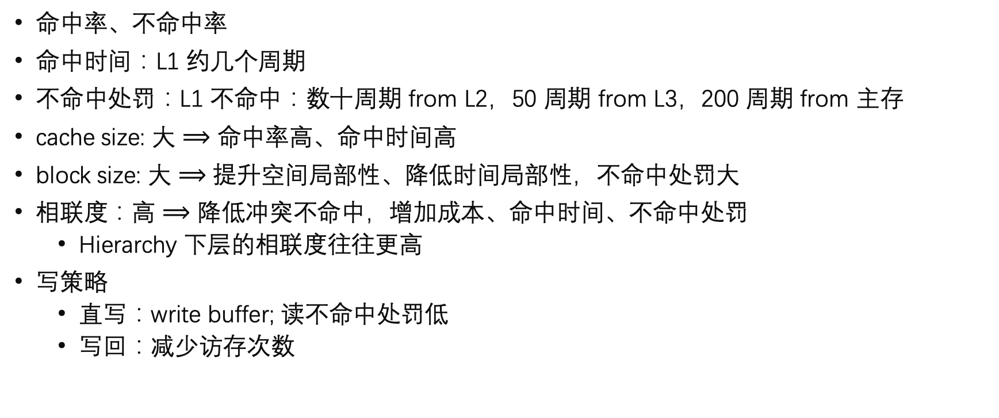 • 命中率、不命中率
• 命中时间：L1 约几个周期
• 不命中处罚：L1 不命中：数十周期 from L2，50 周期 from L3，200 周期 from 主存
• cache size: 大 ⟹ 命中率高、命中时间高
• block size: 大 ⟹ 提升空间局部性、降低时间局部性，不命中处罚大
• 相联度：高 ⟹ 降低冲突不命中，增加成本、命中时间、不命中处罚
• Hierarchy 下层的相联度往往更高
• 写策略
• 直写：write buffer; 读不命中处罚低
• 写回：减少访存次数